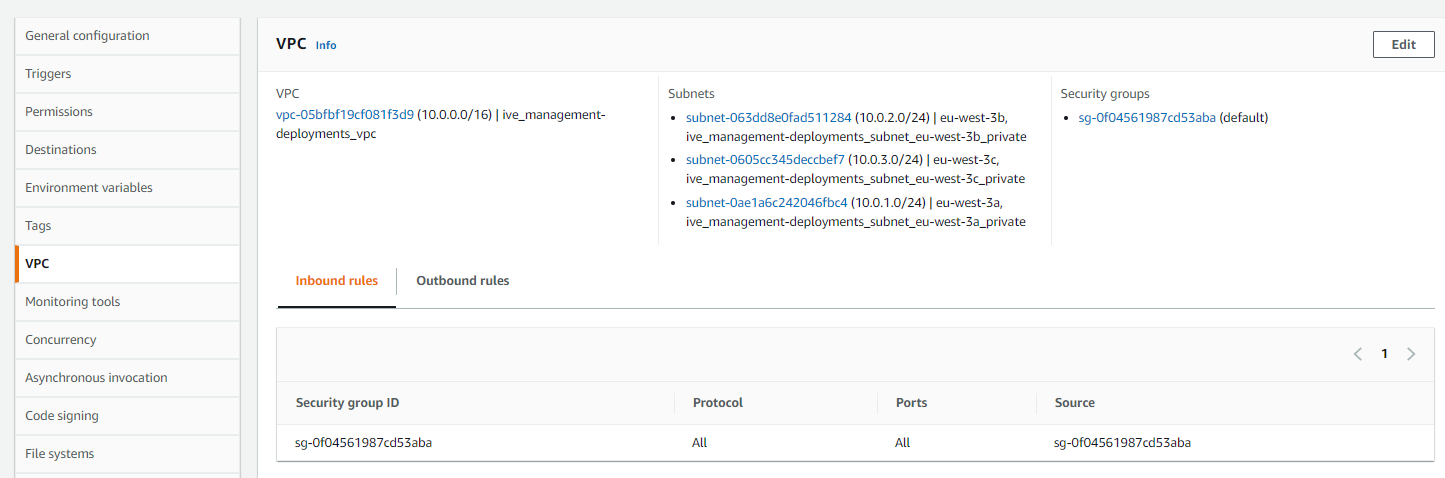 General configuration
Triggers
Permissions
Destinations
Environment variables
Tags
VPC
Monitoring tools
Concurrency
Asynchronous invocation
Code signing
File systems
VPC Info
Edit
VPC
vpc-05bfbf19cf081f3d9 (10.0.0.0/16) | ive_management-
deployments_vpc
Subnets
subnet-063dd8e0fad511284 (10.0.2.0/24) | eu-west-3b,
ive_management-deployments_subnet_eu-west-3b_private
subnet-0605cc345deccbef7 (10.0.3.0/24) | eu-west-3c,
ive_management-deployments_subnet_eu-west-3c_private
subnet-0ae1a6c242046fbc4 (10.0.1.0/24) | eu-west-3a,
ive_management-deployments_subnet_eu-west-3a_private
Security groups
sg-0f04561987cd53aba (default)
Inbound rules
Outbound rules
1
Security group ID Protocol Ports Source
sg-0f04561987cd53aba All All sg-0f04561987cd53aba